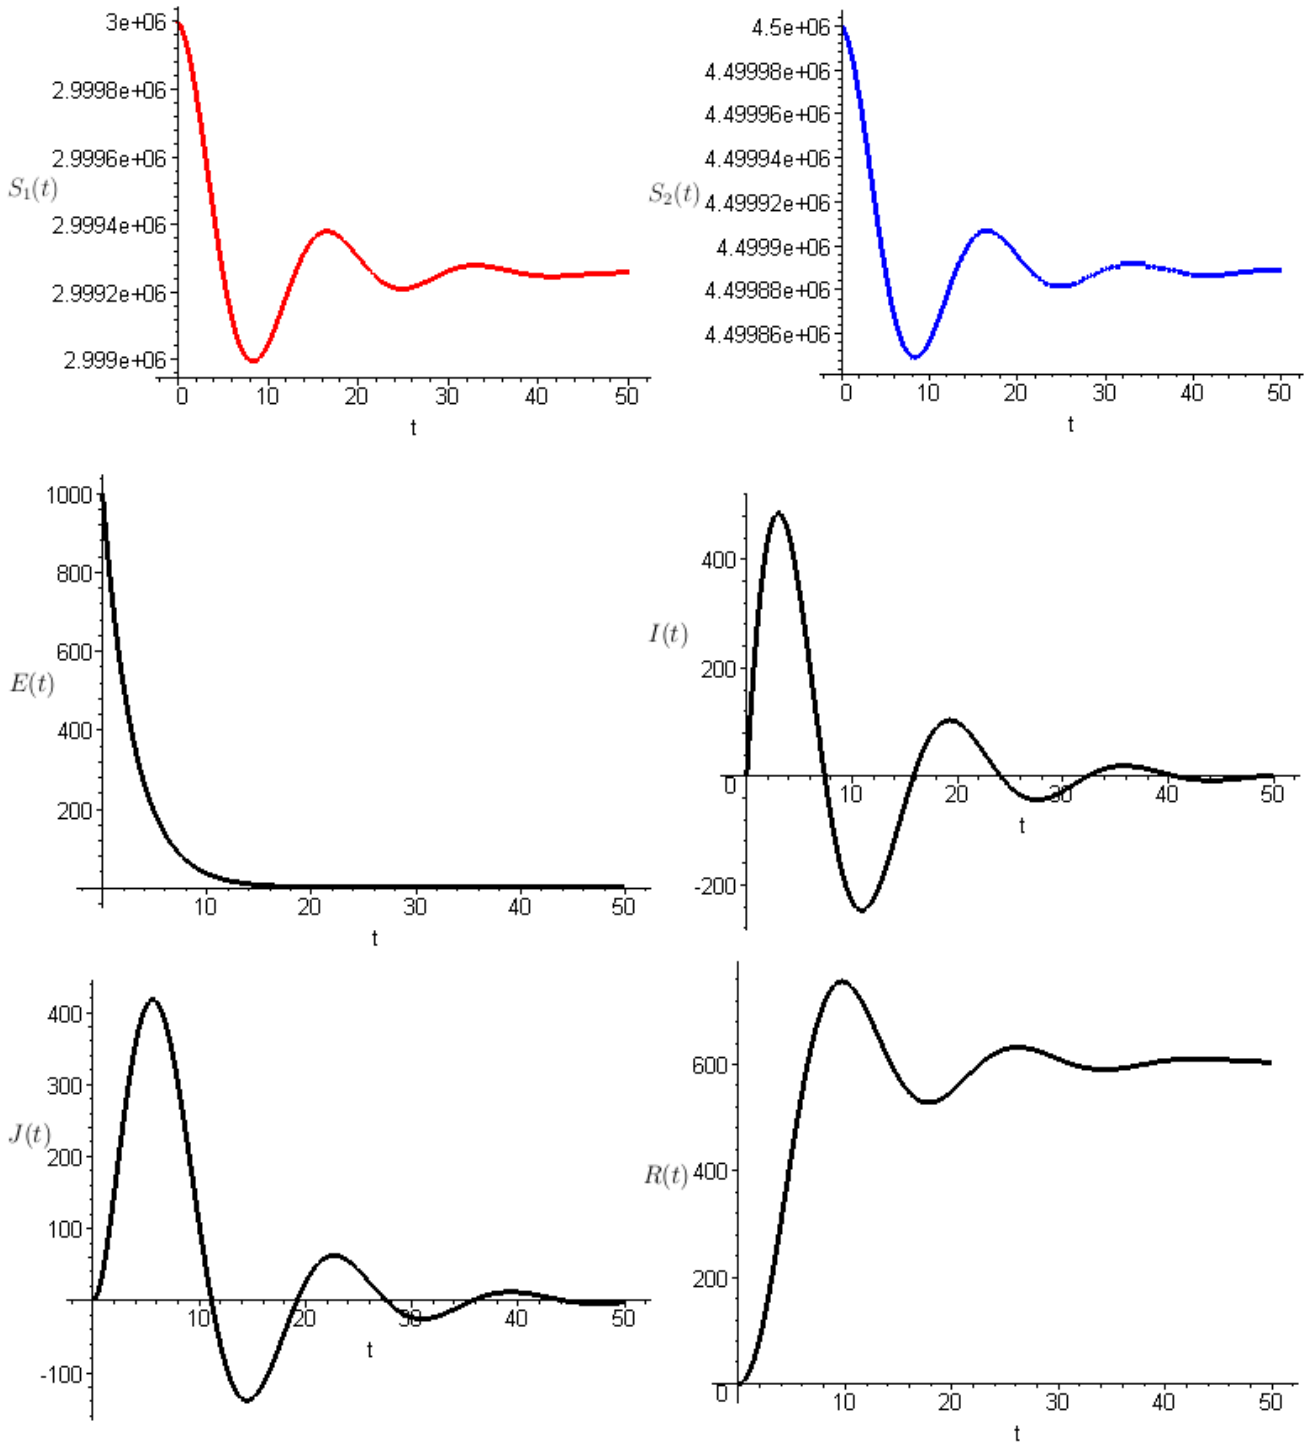 3e+06
2.9998e+06
2.9996e+06
S₁(t)
2.9994e+06
2.9992e+06
2.999e+06
0 10 20 30 40 50
t
4.5e+06
4.49998e+06
4.49996e+06
4.49994e+06
S₂(t)
4.49992e+06
4.4999e+06
4.49988e+06
4.49986e+06
0 10 20 30 40 50
t
1000
800
600
E(t)
400
200
10 20 30 40 50
t
400
I(t)
200
0 10 20 30 40 50
t
-200
400
300
J(t)
200
100
10 20 30 40 50
t
-100
600
R(t)
400
200
0 10 20 30 40 50
t